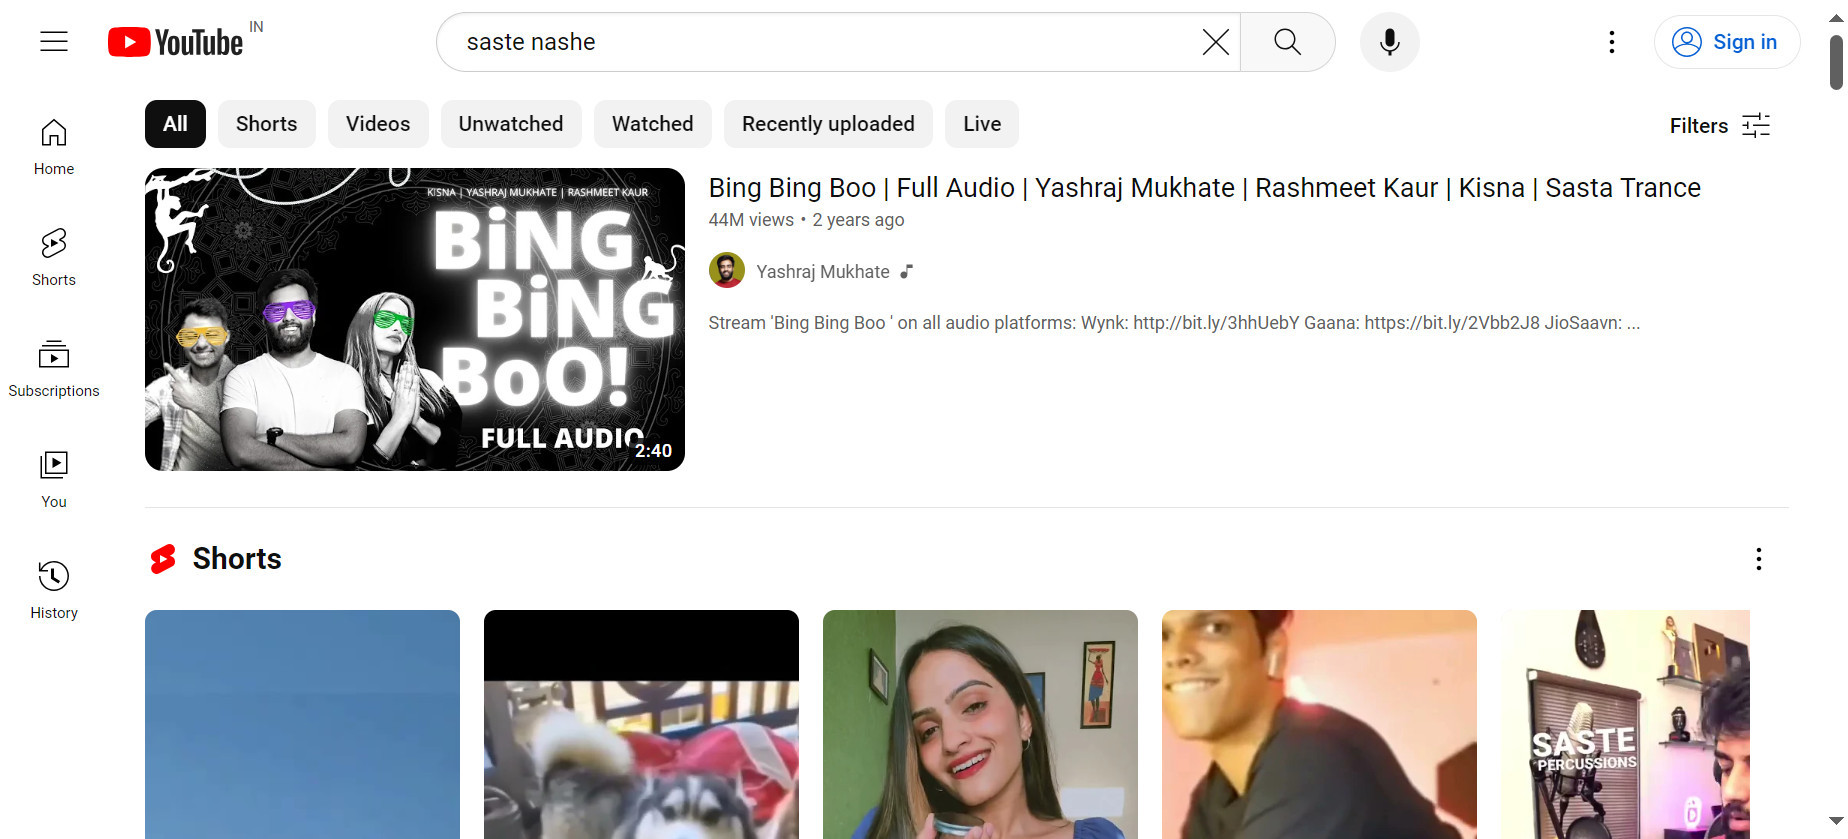 YouTube IN
saste nashe
Sign in
All
Shorts
Videos
Unwatched
Watched
Recently uploaded
Live
Filters
Home
Shorts
Subscriptions
You
History
KISNA | YASHRAJ MUKHATE | RASHMEET KAUR
BiNG
BiNG
BoO!
FULL AUDIO
2:40
Bing Bing Boo | Full Audio | Yashraj Mukhate | Rashmeet Kaur | Kisna | Sasta Trance
44M views • 2 years ago
Yashraj Mukhate
Stream 'Bing Bing Boo ' on all audio platforms: Wynk: http://bit.ly/3hhUebY Gaana: https://bit.ly/2Vbb2J8 JioSaavn: ...
Shorts
SASTE
PERCUSSIONS